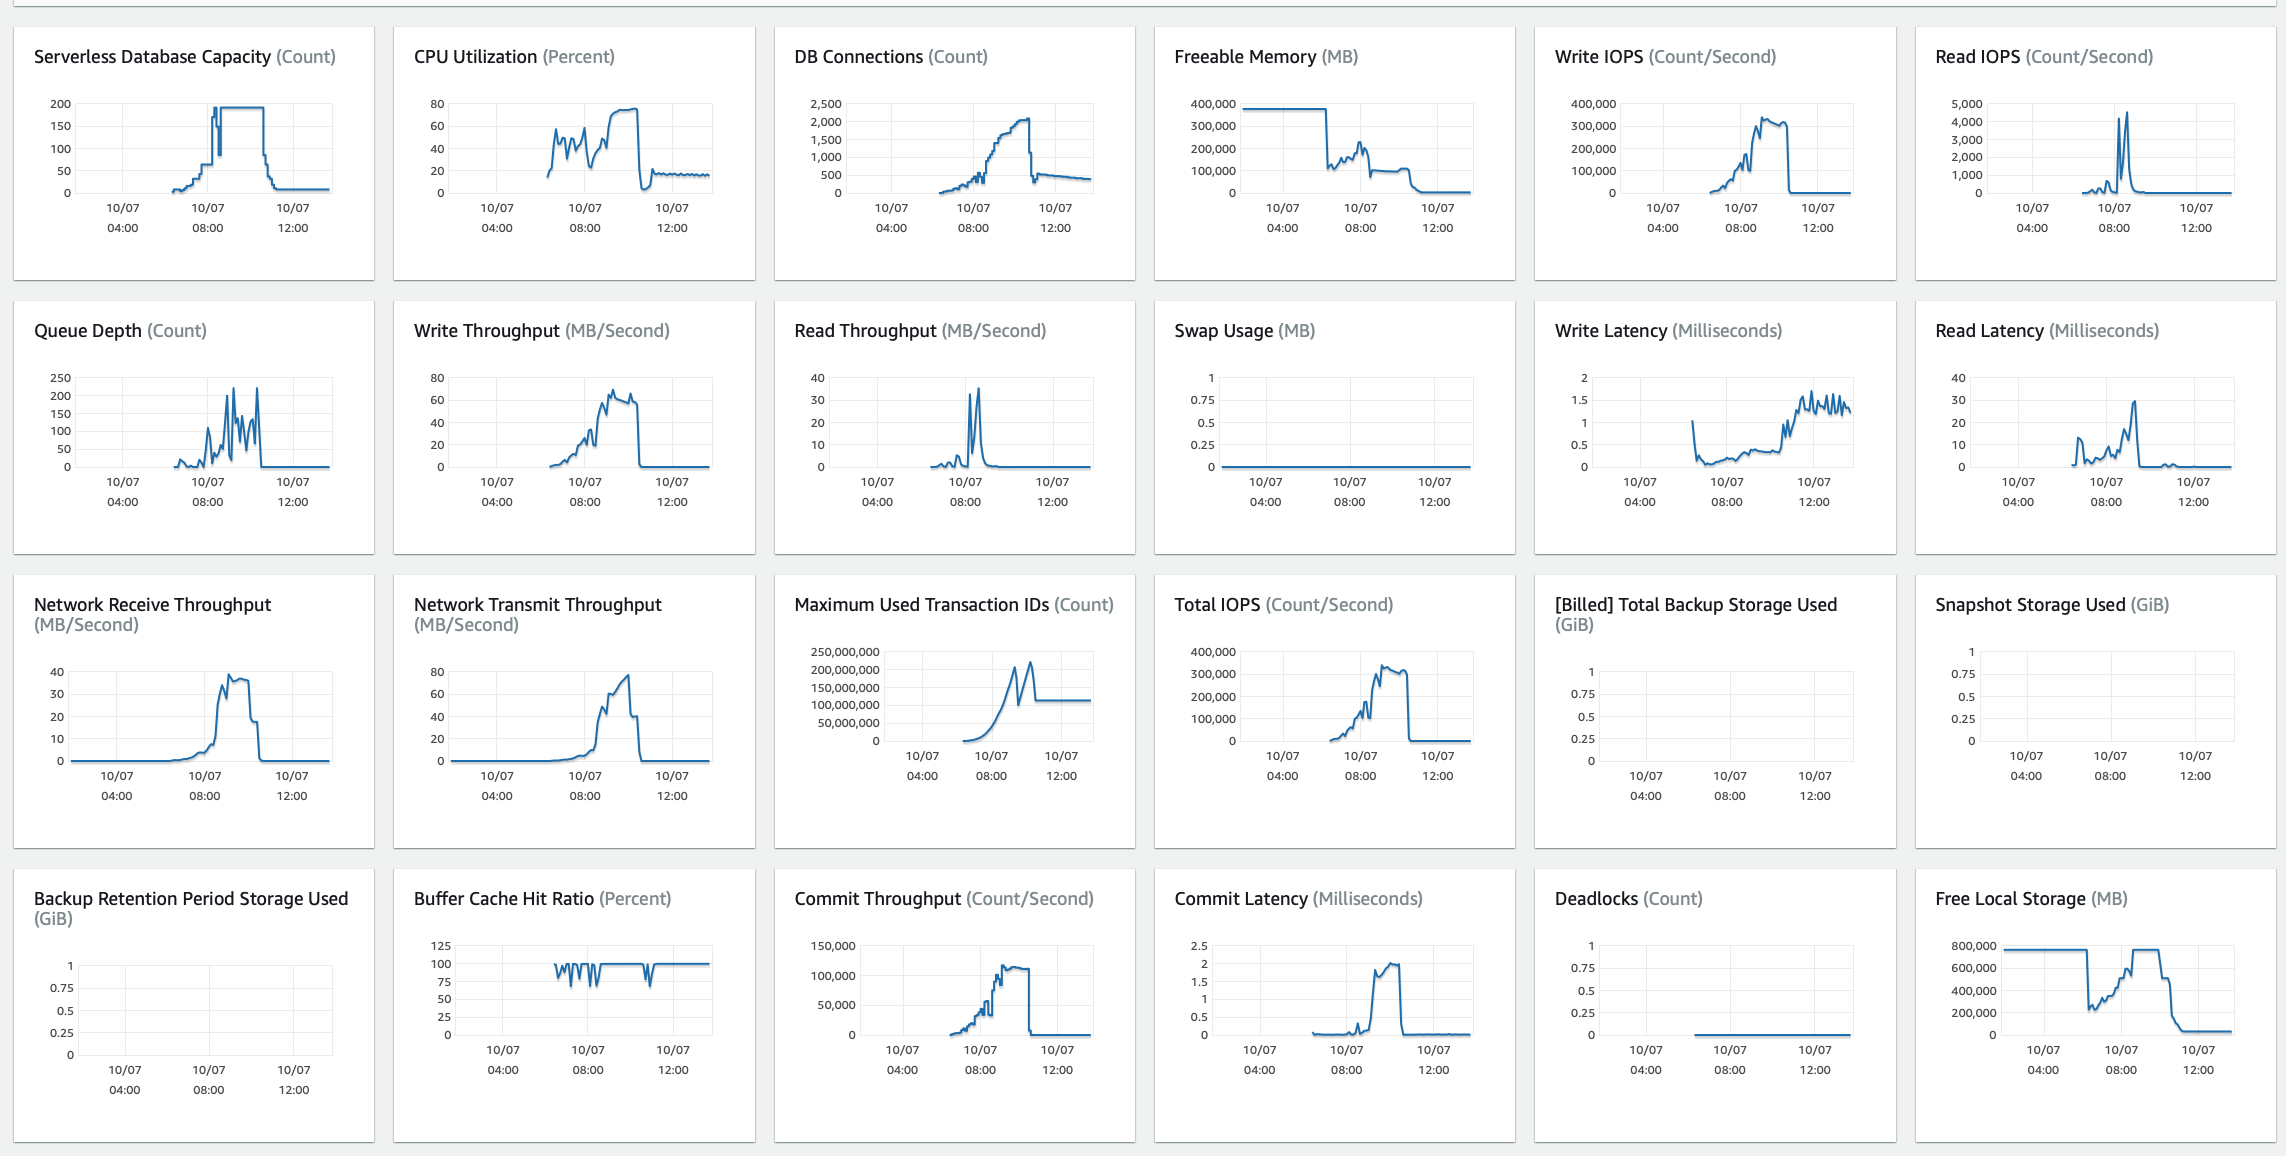 Serverless Database Capacity (Count)
200
150
100
50
0
10/07 10/07 10/07
04:00 08:00 12:00
CPU Utilization (Percent)
80
60
40
20
0
10/07 10/07 10/07
04:00 08:00 12:00
DB Connections (Count)
2,500
2,000
1,500
1,000
500
0
10/07 10/07 10/07
04:00 08:00 12:00
Freeable Memory (MB)
400,000
300,000
200,000
100,000
0
10/07 10/07 10/07
04:00 08:00 12:00
Write IOPS (Count/Second)
400,000
300,000
200,000
100,000
0
10/07 10/07 10/07
04:00 08:00 12:00
Read IOPS (Count/Second)
5,000
4,000
3,000
2,000
1,000
0
10/07 10/07 10/07
04:00 08:00 12:00
Queue Depth (Count)
250
200
150
100
50
0
10/07 10/07 10/07
04:00 08:00 12:00
Write Throughput (MB/Second)
80
60
40
20
0
10/07 10/07 10/07
04:00 08:00 12:00
Read Throughput (MB/Second)
40
30
20
10
0
10/07 10/07 10/07
04:00 08:00 12:00
Swap Usage (MB)
1
0.75
0.5
0.25
0
10/07 10/07 10/07
04:00 08:00 12:00
Write Latency (Milliseconds)
2
1.5
1
0.5
0
10/07 10/07 10/07
04:00 08:00 12:00
Read Latency (Milliseconds)
40
30
20
10
0
10/07 10/07 10/07
04:00 08:00 12:00
Network Receive Throughput
(MB/Second)
40
30
20
10
0
10/07 10/07 10/07
04:00 08:00 12:00
Network Transmit Throughput
(MB/Second)
80
60
40
20
0
10/07 10/07 10/07
04:00 08:00 12:00
Maximum Used Transaction IDs (Count)
250,000,000
200,000,000
150,000,000
100,000,000
50,000,000
0
10/07 10/07 10/07
04:00 08:00 12:00
Total IOPS (Count/Second)
400,000
300,000
200,000
100,000
0
10/07 10/07 10/07
04:00 08:00 12:00
[Billed] Total Backup Storage Used
(GiB)
1
0.75
0.5
0.25
0
10/07 10/07 10/07
04:00 08:00 12:00
Snapshot Storage Used (GiB)
1
0.75
0.5
0.25
0
10/07 10/07 10/07
04:00 08:00 12:00
Backup Retention Period Storage Used
(GiB)
1
0.75
0.5
0.25
0
10/07 10/07 10/07
04:00 08:00 12:00
Buffer Cache Hit Ratio (Percent)
125
100
75
50
25
0
10/07 10/07 10/07
04:00 08:00 12:00
Commit Throughput (Count/Second)
150,000
100,000
50,000
0
10/07 10/07 10/07
04:00 08:00 12:00
Commit Latency (Milliseconds)
2.5
2
1.5
1
0.5
0
10/07 10/07 10/07
04:00 08:00 12:00
Deadlocks (Count)
1
0.75
0.5
0.25
0
10/07 10/07 10/07
04:00 08:00 12:00
Free Local Storage (MB)
800,000
600,000
400,000
200,000
0
10/07 10/07 10/07
04:00 08:00 12:00